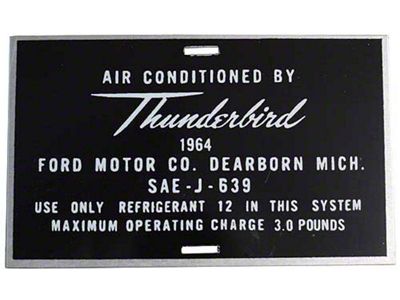 AIR CONDITIONED BY
Thunderbird
1964
FORD MOTOR CO. DEARBORN MICH.
SAE-J-639
USE ONLY REFRIGERANT 12 IN THIS SYSTEM
MAXIMUM OPERATING CHARGE 3.0 POUNDS